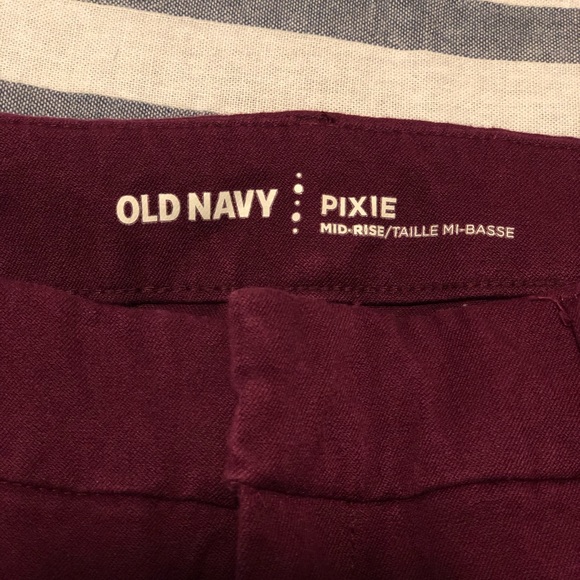 OLD NAVY
PIXIE
MID-RISE/TAILLE MI-BASSE